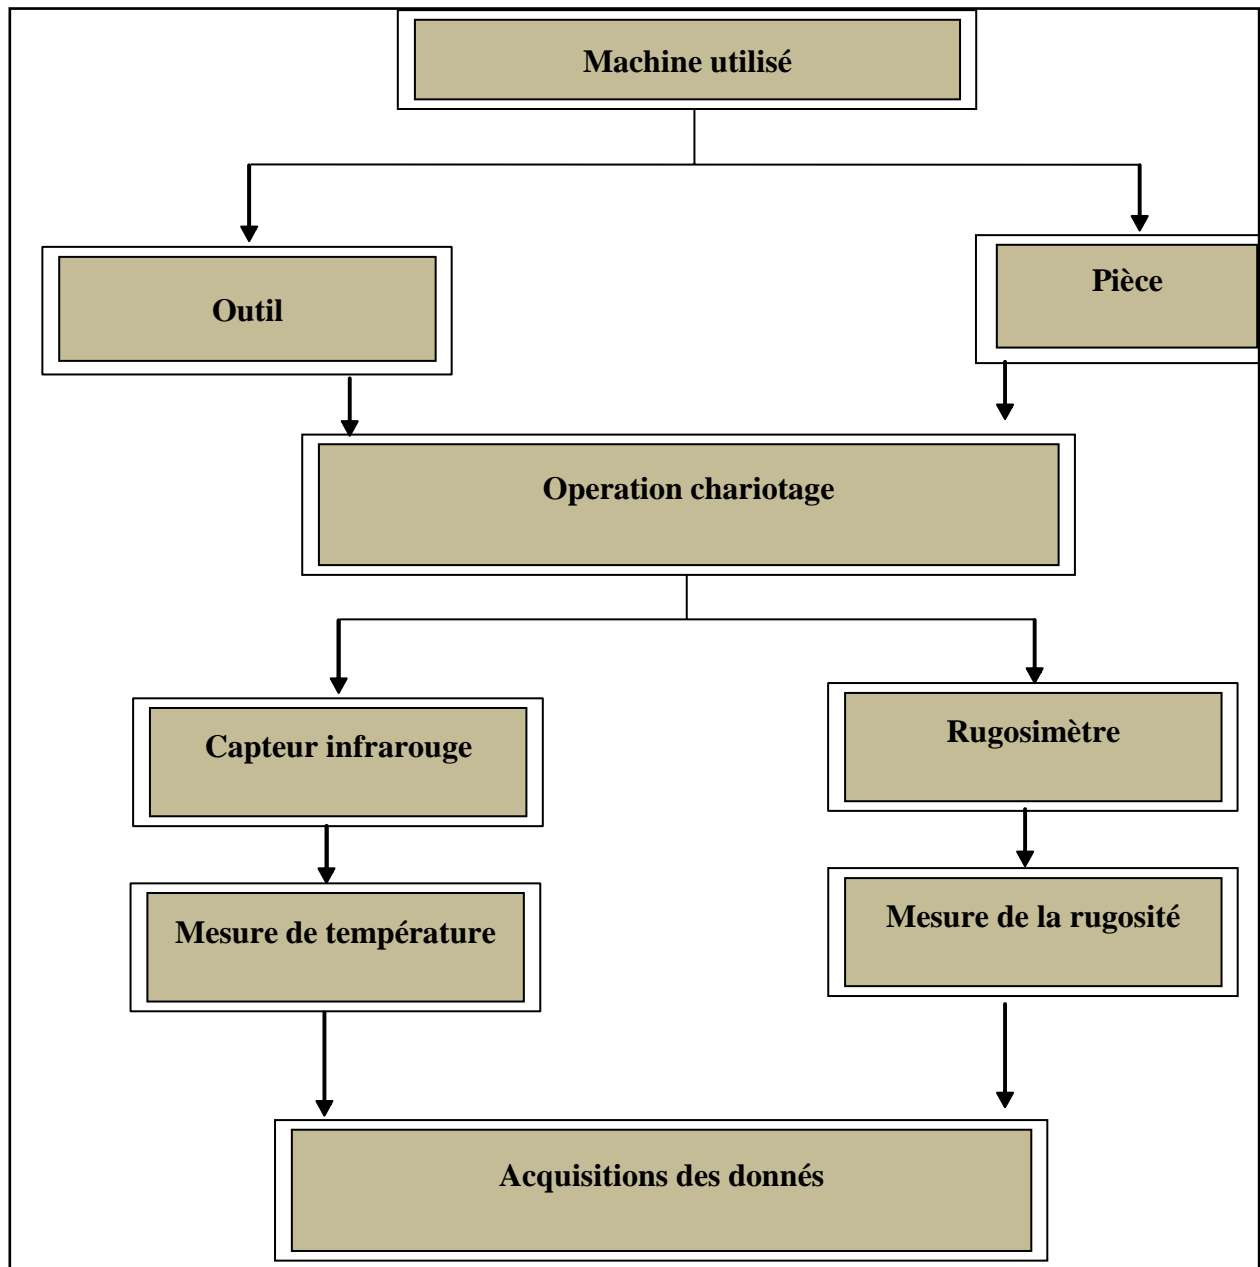 Machine utilisé
Outil
Pièce
Operation chariotage
Capteur infrarouge
Rugosimètre
Mesure de température
Mesure de la rugosité
Acquisitions des donnés